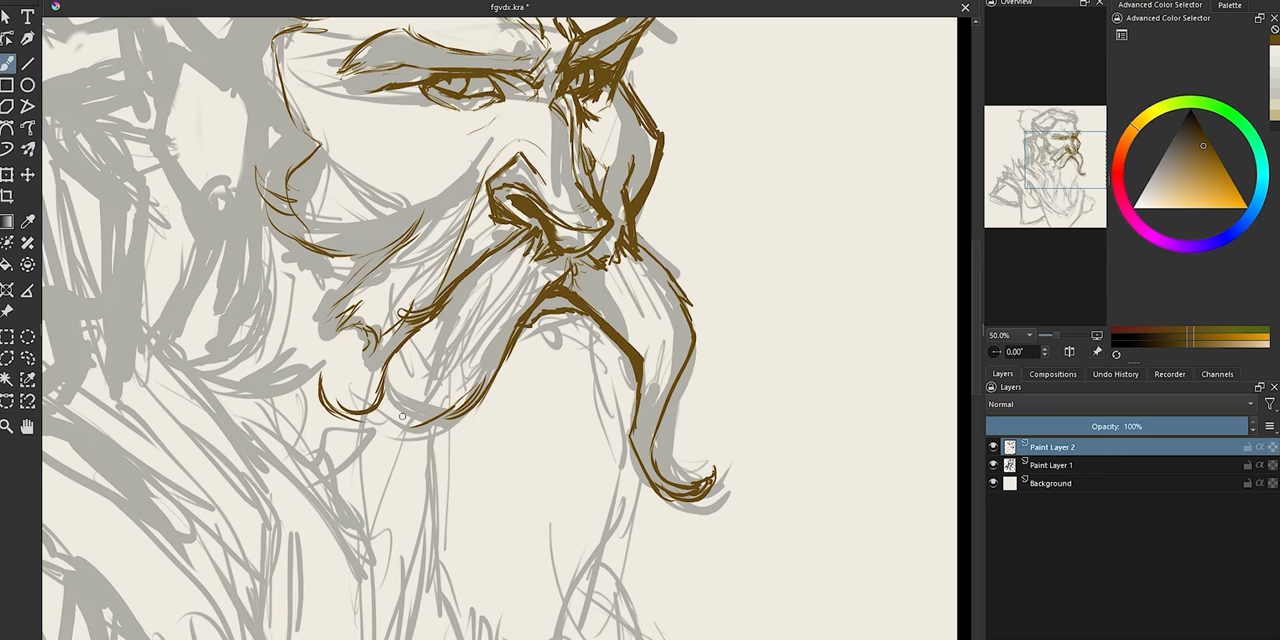 fgvdx.kra *
Overview
Advanced Color Selector
Palette
Advanced Color Selector
50.0%
0.00°
Layers
Compositions
Undo History
Recorder
Channels
Layers
Normal
Opacity: 100%
Paint Layer 2
Paint Layer 1
Background